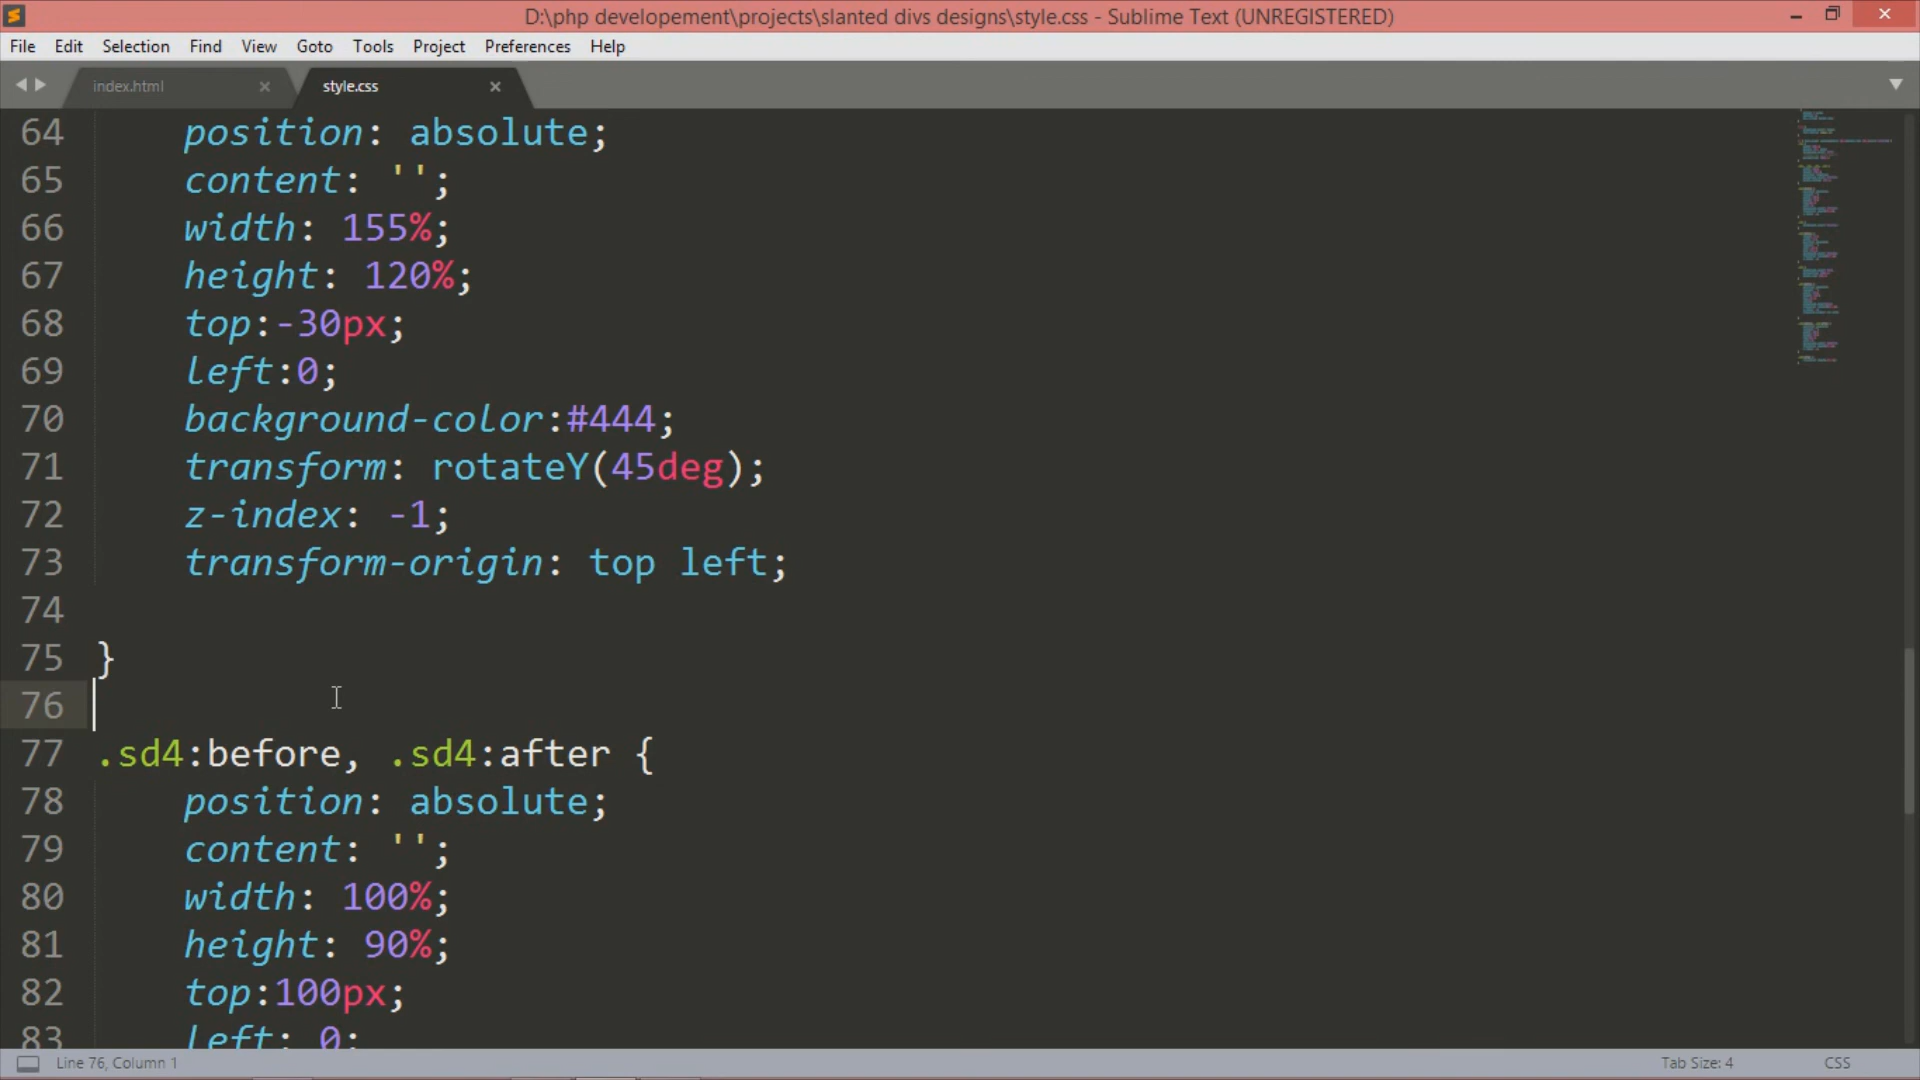 D:\php developement\projects\slanted divs designs\style.css - Sublime Text (UNREGISTERED)
File Edit Selection Find View Goto Tools Project Preferences Help
index.html style.css
64 position: absolute;
65 content: '';
66 width: 155%;
67 height: 120%;
68 top:-30px;
69 left:0;
70 background-color:#444;
71 transform: rotateY(45deg);
72 z-index: -1;
73 transform-origin: top left;
74
75 }
76
77 .sd4:before, .sd4:after {
78 position: absolute;
79 content: '';
80 width: 100%;
81 height: 90%;
82 top:100px;
83 left: 0;
Line 76, Column 1 Tab Size: 4 CSS